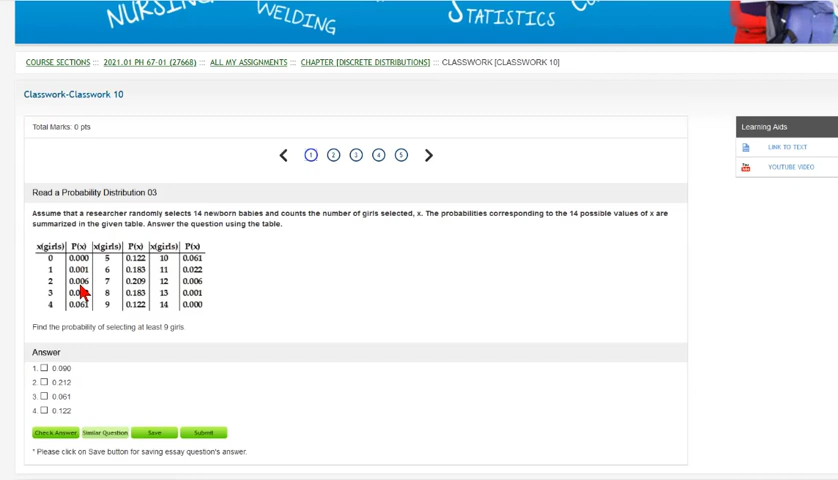 NURSING
WELDING
STATISTICS
COURSE SECTIONS ::: 2021.01 PH 67-01 (27668) ::: ALL MY ASSIGNMENTS ::: CHAPTER [DISCRETE DISTRIBUTIONS] ::: CLASSWORK [CLASSWORK 10]
Classwork-Classwork 10
Total Marks: 0 pts
1 2 3 4 5
Learning Aids
LINK TO TEXT
YOUTUBE VIDEO
Read a Probability Distribution 03
Assume that a researcher randomly selects 14 newborn babies and counts the number of girls selected, x. The probabilities corresponding to the 14 possible values of x are
summarized in the given table. Answer the question using the table.
x(girls) P(x) x(girls) P(x) x(girls) P(x)
0 0.000 5 0.122 10 0.061
1 0.001 6 0.183 11 0.022
2 0.006 7 0.209 12 0.006
3 8 0.183 13 0.001
4 0.061 9 0.122 14 0.000
Find the probability of selecting at least 9 girls.
Answer
1. 0.090
2. 0.212
3. 0.061
4. 0.122
Check Answer Similar Question Save Submit
* Please click on Save button for saving essay question's answer.